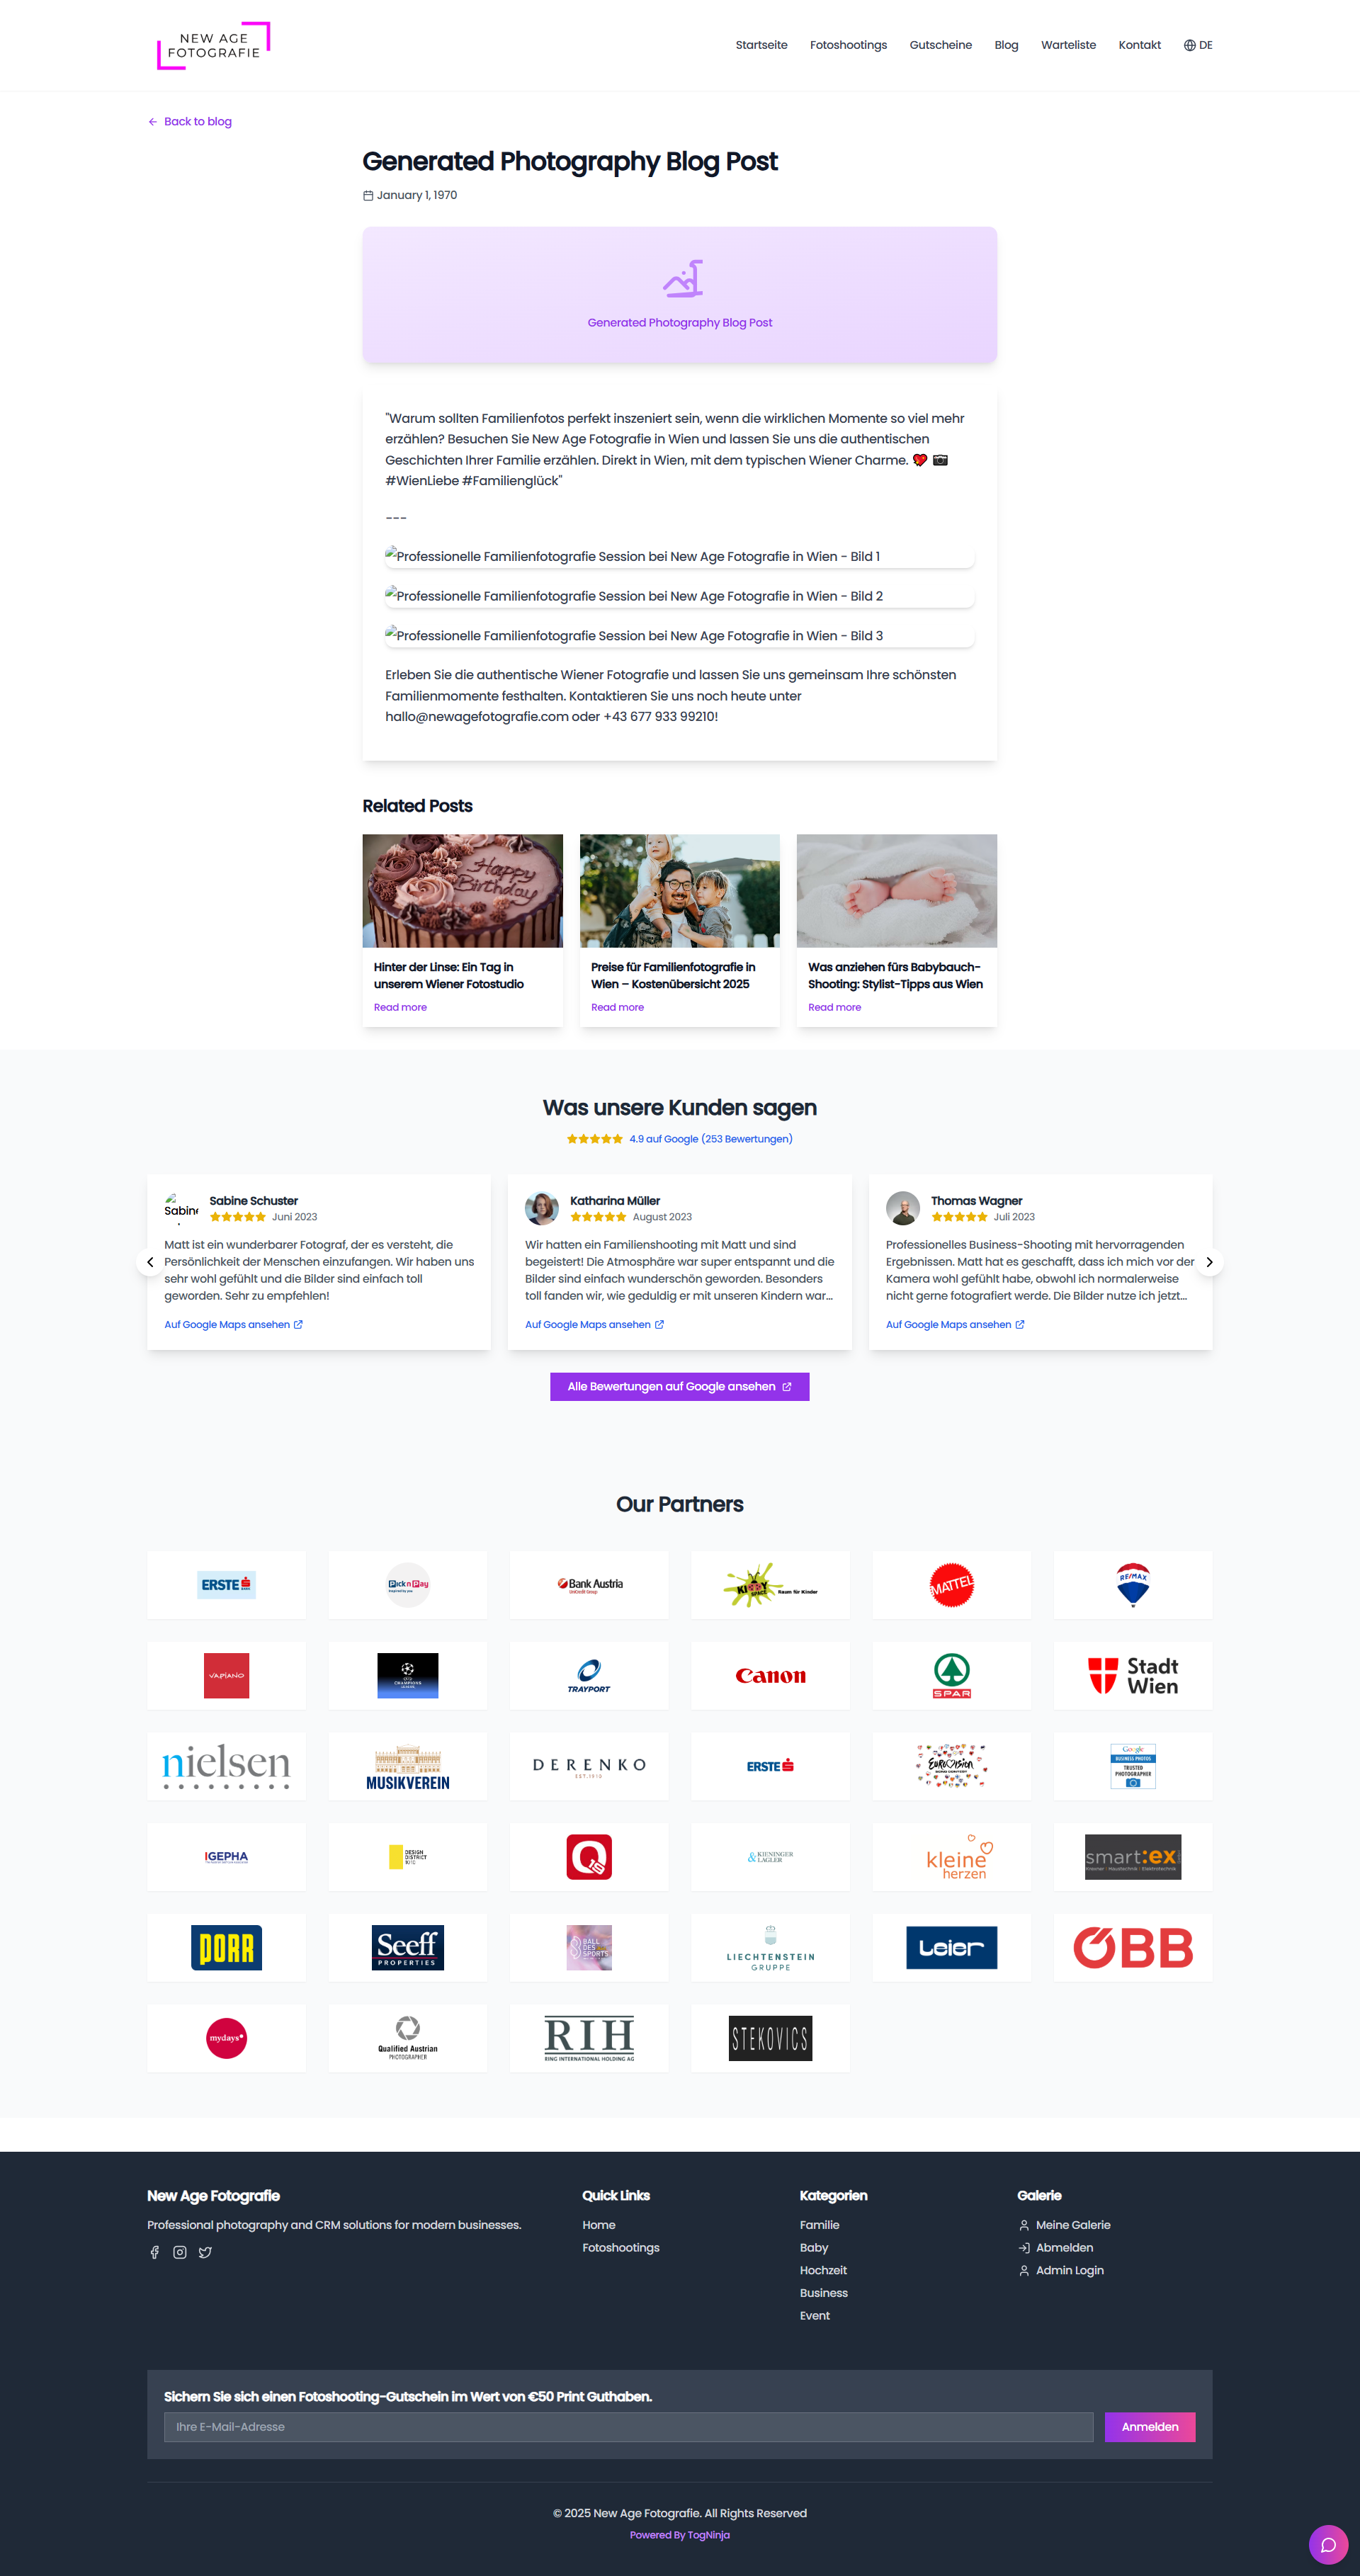 NEW AGE
FOTOGRAFIE
Startseite
Fotoshootings
Gutscheine
Blog
Warteliste
Kontakt
DE
Back to blog
Generated Photography Blog Post
January 1, 1970
Generated Photography Blog Post
"Warum sollten Familienfotos perfekt inszeniert sein, wenn die wirklichen Momente so viel mehr
erzählen? Besuchen Sie New Age Fotografie in Wien und lassen Sie uns die authentischen
Geschichten Ihrer Familie erzählen. Direkt in Wien, mit dem typischen Wiener Charme. 💖 📷
#WienLiebe #Familienglück"
---
Professionelle Familienfotografie Session bei New Age Fotografie in Wien - Bild 1
Professionelle Familienfotografie Session bei New Age Fotografie in Wien - Bild 2
Professionelle Familienfotografie Session bei New Age Fotografie in Wien - Bild 3
Erleben Sie die authentische Wiener Fotografie und lassen Sie uns gemeinsam Ihre schönsten
Familienmomente festhalten. Kontaktieren Sie uns noch heute unter
hallo@newagefotografie.com oder +43 677 933 99210!
Related Posts
Happy
Birthday
Hinter der Linse: Ein Tag in
unserem Wiener Fotostudio
Read more
Preise für Familienfotografie in
Wien – Kostenübersicht 2025
Read more
Was anziehen fürs Babybauch-
Shooting: Stylist-Tipps aus Wien
Read more
Was unsere Kunden sagen
4.9 auf Google (253 Bewertungen)
Sabine
Sabine Schuster
Juni 2023
Matt ist ein wunderbarer Fotograf, der es versteht, die
Persönlichkeit der Menschen einzufangen. Wir haben uns
sehr wohl gefühlt und die Bilder sind einfach toll
geworden. Sehr zu empfehlen!
Auf Google Maps ansehen
Katharina Müller
August 2023
Wir hatten ein Familienshooting mit Matt und sind
begeistert! Die Atmosphäre war super entspannt und die
Bilder sind einfach wunderschön geworden. Besonders
toll fanden wir, wie geduldig er mit unseren Kindern war...
Auf Google Maps ansehen
Thomas Wagner
Juli 2023
Professionelles Business-Shooting mit hervorragenden
Ergebnissen. Matt hat es geschafft, dass ich mich vor der
Kamera wohl gefühlt habe, obwohl ich normalerweise
nicht gerne fotografiert werde. Die Bilder nutze ich jetzt...
Auf Google Maps ansehen
Alle Bewertungen auf Google ansehen
Our Partners
ERSTE
Pick n Pay
Inspired by you
Bank Austria
UniCredit Group
Raum für Kinder
MATTEL
RE/MAX
VAPIANO
CHAMPIONS
LEAGUE
TRAYPORT
Canon
SPAR
Stadt
Wien
nielsen
MUSIKVEREIN
DERENKO
EST.1918
ERSTE
EUROVISION
Google
BUSINESS PHOTOS
TRUSTED
PHOTOGRAPHER
IGEPHA
DESIGN
DISTRICT
Q
KIENINGER
& LAGLER
kleine
herzen
smart:ex
PORR
Seeff
PROPERTIES
BALL
DES
SPORTS
LIECHTENSTEIN
GRUPPE
Leier
ÖBB
mydays
Qualified Austrian
PHOTOGRAPHER
RIH
RING INTERNATIONAL HOLDING AG
STEKOVICS
New Age Fotografie
Professional photography and CRM solutions for modern businesses.
Quick Links
Home
Fotoshootings
Kategorien
Familie
Baby
Hochzeit
Business
Event
Galerie
Meine Galerie
Abmelden
Admin Login
Sichern Sie sich einen Fotoshooting-Gutschein im Wert von €50 Print Guthaben.
Ihre E-Mail-Adresse
Anmelden
© 2025 New Age Fotografie. All Rights Reserved
Powered By TogNinja